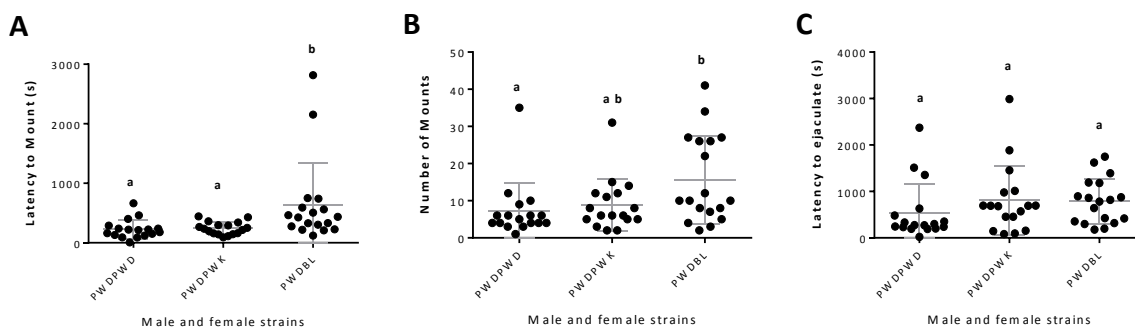 A
Latency to Mount (s)
3000
2000
1000
0
a
a
b
PWDPWD
PWDPWK
PWDBL
Male and female strains
B
Number of Mounts
50
40
30
20
10
0
a
a b
b
PWDPWD
PWDPWK
PWDBL
Male and female strains
C
Latency to ejaculate (s)
4000
3000
2000
1000
0
a
a
a
PWDPWD
PWDPWK
PWDBL
Male and female strains